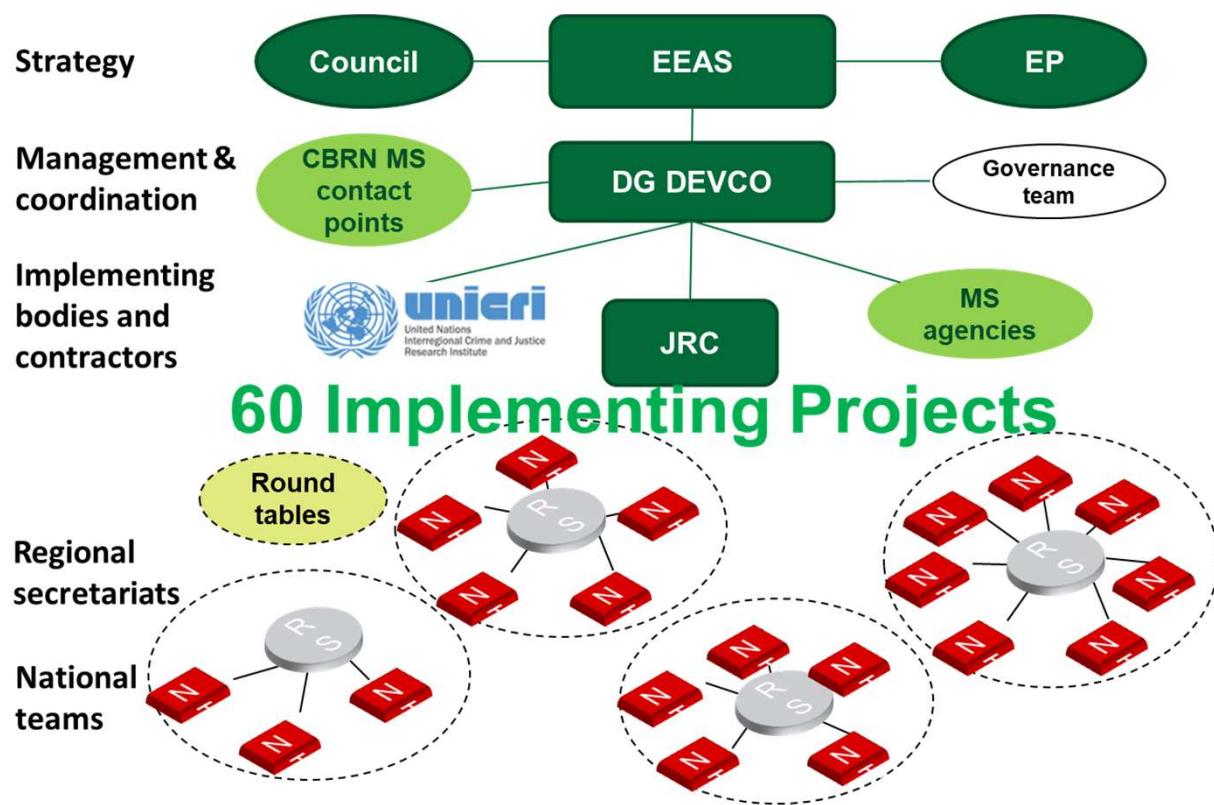 Strategy
Council
EEAS
EP
Management &
coordination
CBRN MS
contact
points
DG DEVCO
Governance
team
Implementing
bodies and
contractors
unicri
United Nations
Interregional Crime and Justice
Research Institute
JRC
MS
agencies
60 Implementing Projects
Round
tables
N T
N T
N T
N T
N T
R S
N T
N T
N T
N T
N T
N T
N T
R S
Regional
secretariats
R S
N T
N T
N T
N T
N T
N T
N T
N T
R S
National
teams